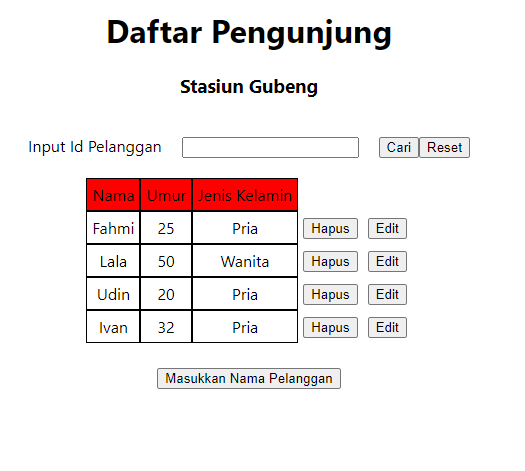 Daftar Pengunjung
Stasiun Gubeng
Input Id Pelanggan Cari Reset
Nama Umur Jenis Kelamin
Fahmi 25 Pria Hapus Edit
Lala 50 Wanita Hapus Edit
Udin 20 Pria Hapus Edit
Ivan 32 Pria Hapus Edit
Masukkan Nama Pelanggan